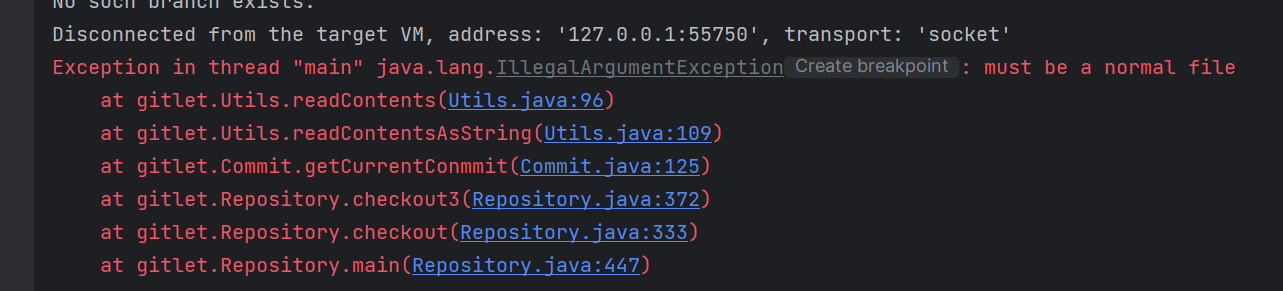 No such branch exists.
Disconnected from the target VM, address: '127.0.0.1:55750', transport: 'socket'
Exception in thread "main" java.lang.IllegalArgumentException Create breakpoint : must be a normal file
at gitlet.Utils.readContents(Utils.java:96)
at gitlet.Utils.readContentsAsString(Utils.java:109)
at gitlet.Commit.getCurrentConmmit(Commit.java:125)
at gitlet.Repository.checkout3(Repository.java:372)
at gitlet.Repository.checkout(Repository.java:333)
at gitlet.Repository.main(Repository.java:447)